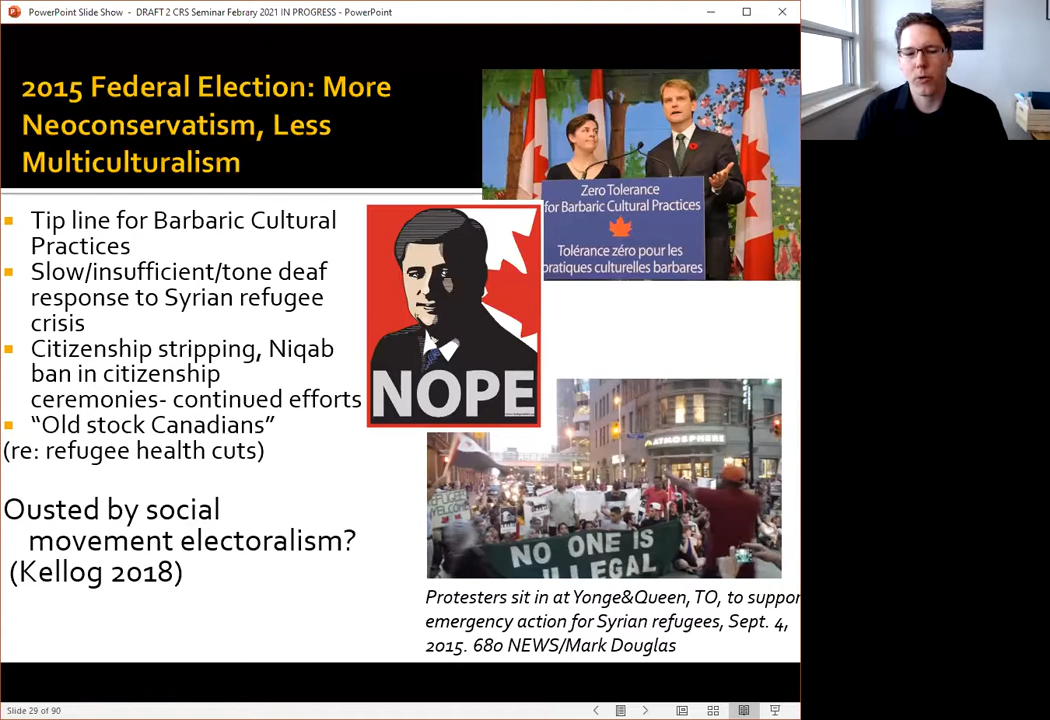 PowerPoint Slide Show - DRAFT 2 CRS Seminar Febrary 2021 IN PROGRESS - PowerPoint
2015 Federal Election: More
Neoconservatism, Less
Multiculturalism
Tip line for Barbaric Cultural
Practices
Slow/insufficient/tone deaf
response to Syrian refugee
crisis
Citizenship stripping, Niqab
ban in citizenship
ceremonies- continued efforts
“Old stock Canadians”
(re: refugee health cuts)
Ousted by social
movement electoralism?
(Kellog 2018)
Zero Tolerance
for Barbaric Cultural Practices
Tolérance zéro pour les
pratiques culturelles barbares
NOPE
ATMOSPHERE
REFUGEES
WELCOME
NO ONE IS
ILLEGAL
Protesters sit in at Yonge&Queen, TO, to suppor
emergency action for Syrian refugees, Sept. 4,
2015. 680 NEWS/Mark Douglas
Slide 29 of 90